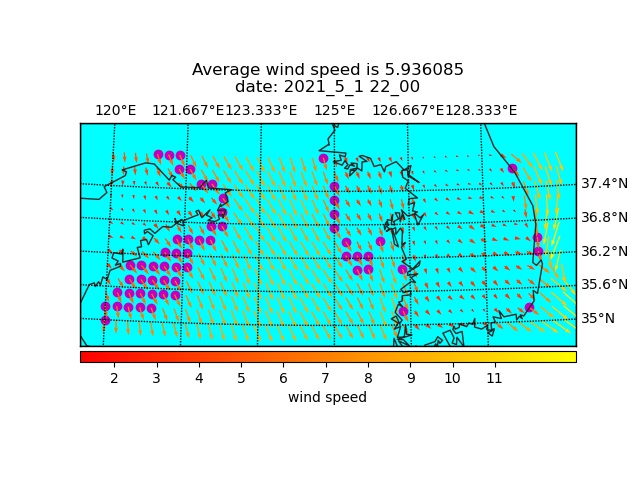 Average wind speed is 5.936085
date: 2021_5_1 22_00
120°E 121.667°E 123.333°E 125°E 126.667°E 128.333°E
37.4°N
36.8°N
36.2°N
35.6°N
35°N
2 3 4 5 6 7 8 9 10 11
wind speed